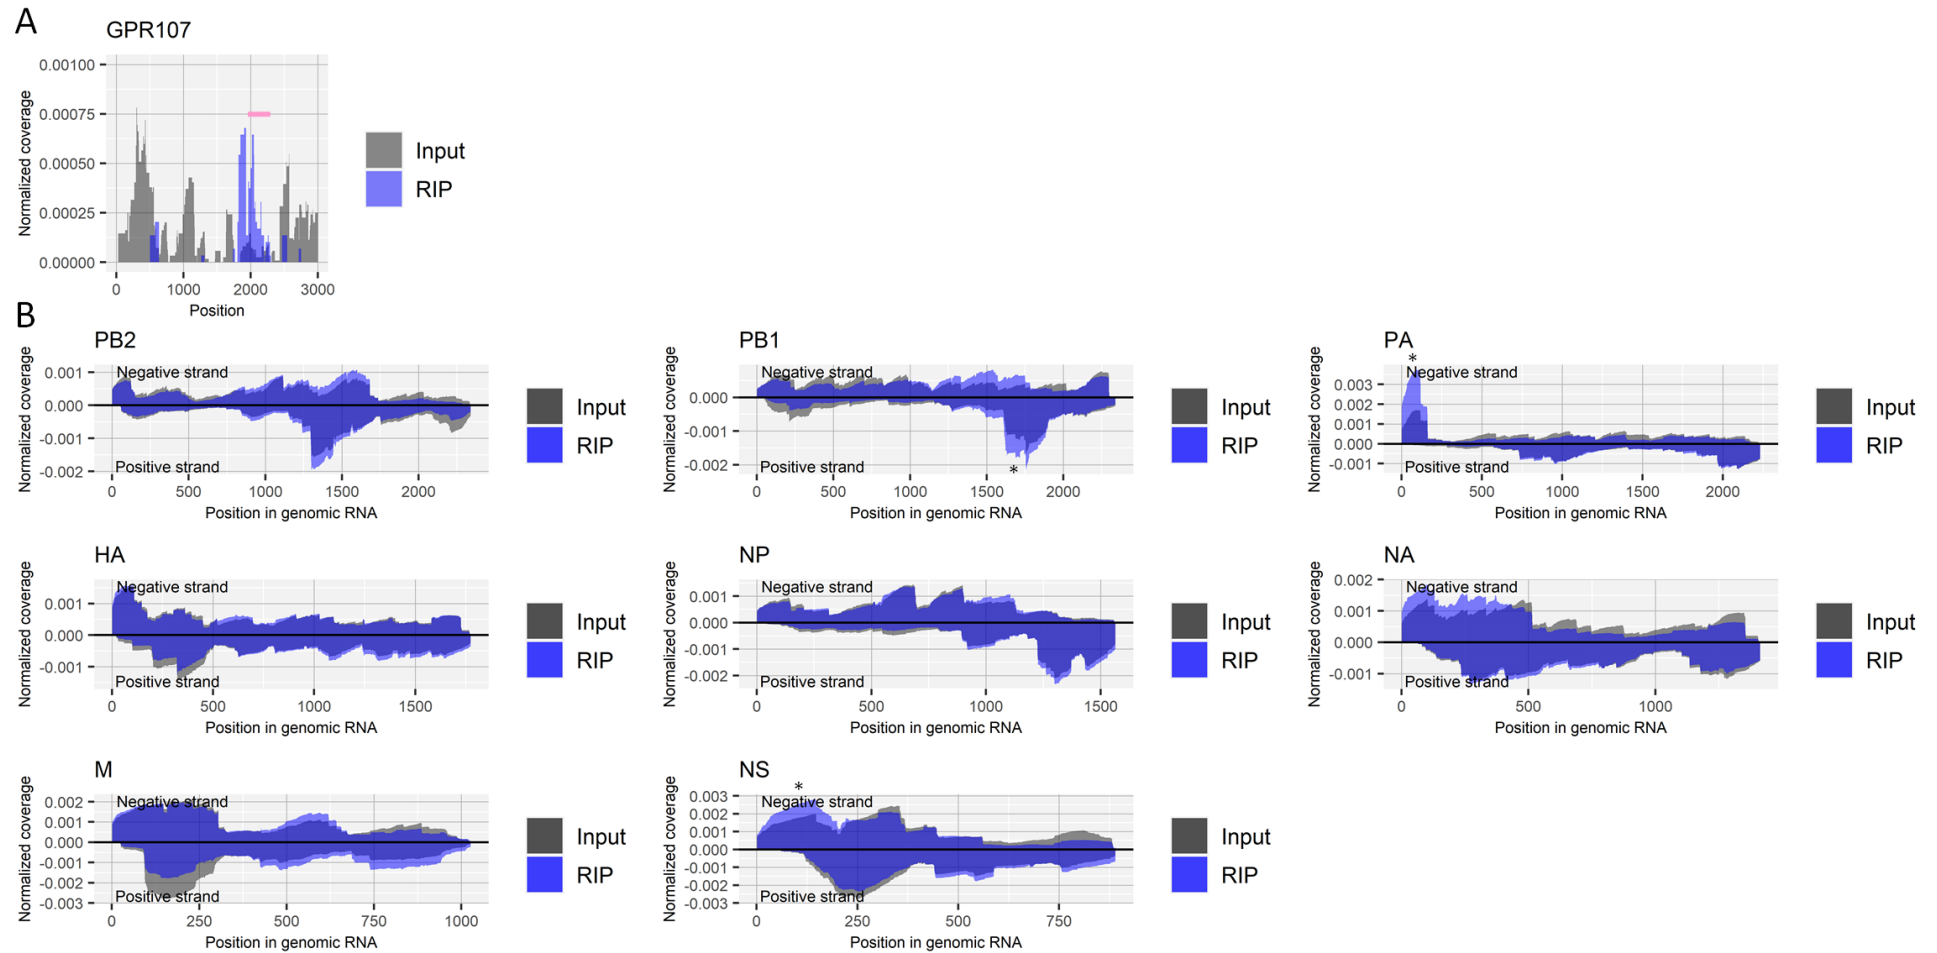 A
GPR107
Normalized coverage
0.00100
0.00075
0.00050
0.00025
0.00000
0 1000 2000 3000
Position
Input
RIP
B
PB2
Normalized coverage
0.001
0.000
-0.001
-0.002
Negative strand
Positive strand
0 500 1000 1500 2000
Position in genomic RNA
Input
RIP
PB1
Normalized coverage
0.000
-0.001
-0.002
Negative strand
Positive strand
*
0 500 1000 1500 2000
Position in genomic RNA
Input
RIP
PA
*
Normalized coverage
0.003
0.002
0.001
0.000
-0.001
Negative strand
Positive strand
0 500 1000 1500 2000
Position in genomic RNA
Input
RIP
HA
Normalized coverage
0.001
0.000
-0.001
Negative strand
Positive strand
0 500 1000 1500
Position in genomic RNA
Input
RIP
NP
Normalized coverage
0.001
0.000
-0.001
-0.002
Negative strand
Positive strand
0 500 1000 1500
Position in genomic RNA
Input
RIP
NA
Normalized coverage
0.002
0.001
0.000
-0.001
Negative strand
Positive strand
0 500 1000
Position in genomic RNA
Input
RIP
M
Normalized coverage
0.002
0.001
0.000
-0.001
-0.002
-0.003
Negative strand
Positive strand
0 250 500 750 1000
Position in genomic RNA
Input
RIP
NS
*
Normalized coverage
0.003
0.002
0.001
0.000
-0.001
-0.002
-0.003
Negative strand
Positive strand
0 250 500 750
Position in genomic RNA
Input
RIP